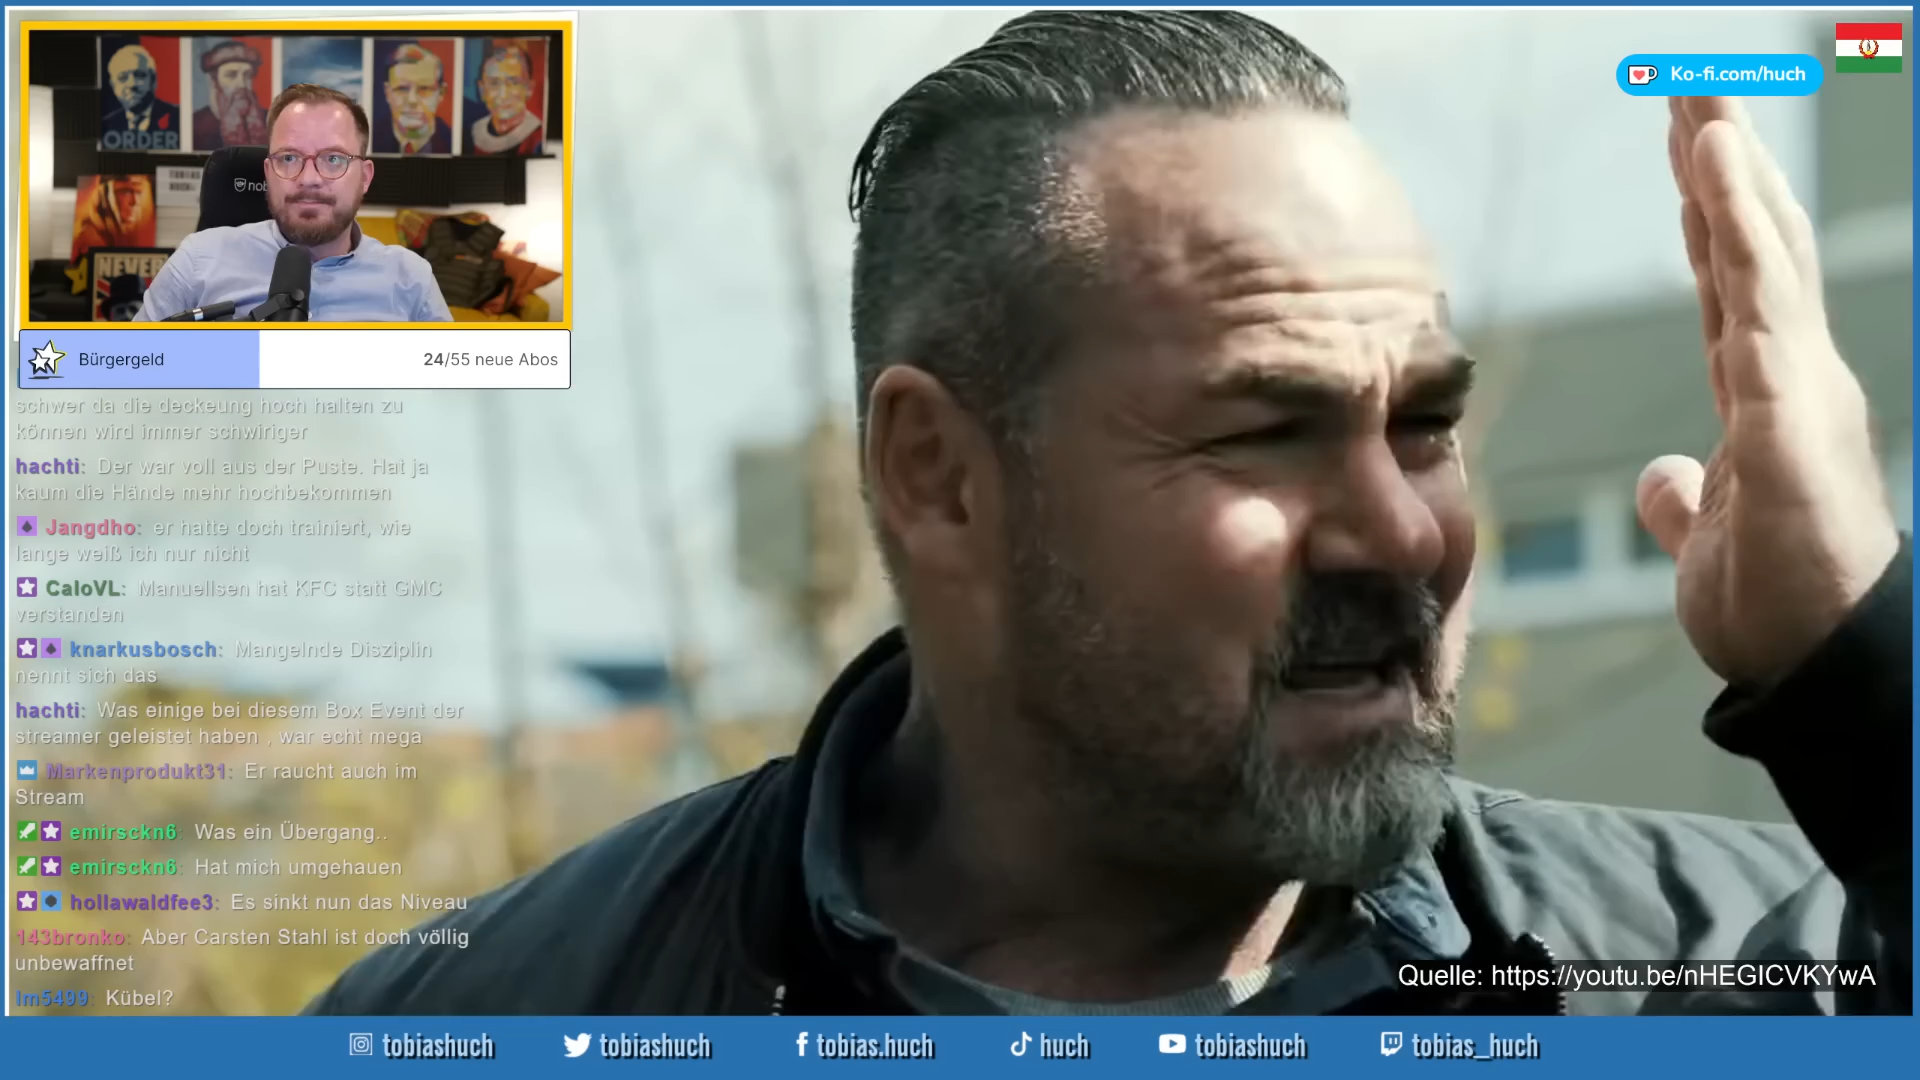 ORDER
TOBIAS
HUCH
NEVER
Ko-fi.com/huch
Bürgergeld
24/55 neue Abos
schwer da die deckeung hoch halten zu
können wird immer schwiriger
hachti: Der war voll aus der Puste. Hat ja
kaum die Hände mehr hochbekommen
Jangdho: er hatte doch trainiert, wie
lange weiß ich nur nicht
CaloVL: Manuellsen hat KFC statt GMC
verstanden
knarkusbosch: Mangelnde Disziplin
nennt sich das
hachti: Was einige bei diesem Box Event der
streamer geleistet haben , war echt mega
Markenprodukt31: Er raucht auch im
Stream
emirsckn6: Was ein Übergang..
emirsckn6: Hat mich umgehauen
hollawaldfee3: Es sinkt nun das Niveau
143bronko: Aber Carsten Stahl ist doch völlig
unbewaffnet
lm5499: Kübel?
Quelle: https://youtu.be/nHEGICVKYwA
tobiashuch
tobiashuch
tobias.huch
huch
tobiashuch
tobias_huch